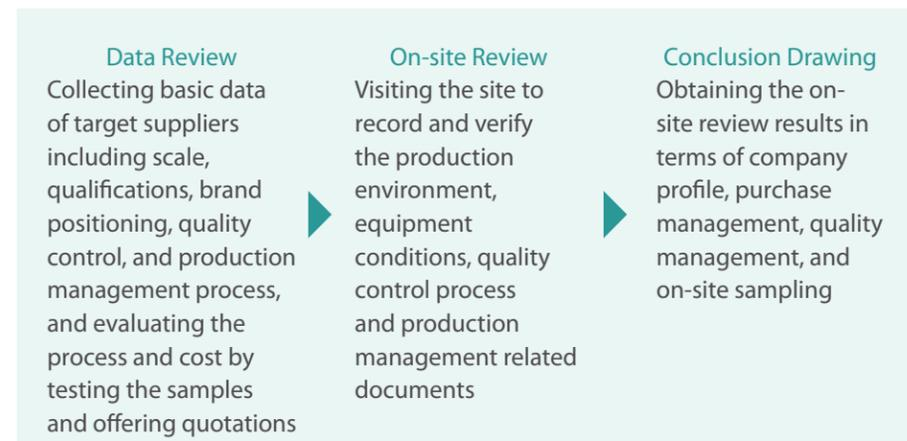 Data Review
Collecting basic data
of target suppliers
including scale,
qualifications, brand
positioning, quality
control, and production
management process,
and evaluating the
process and cost by
testing the samples
and offering quotations
On-site Review
Visiting the site to
record and verify
the production
environment,
equipment
conditions, quality
control process
and production
management related
documents
Conclusion Drawing
Obtaining the on-
site review results in
terms of company
profile, purchase
management, quality
management, and
on-site sampling